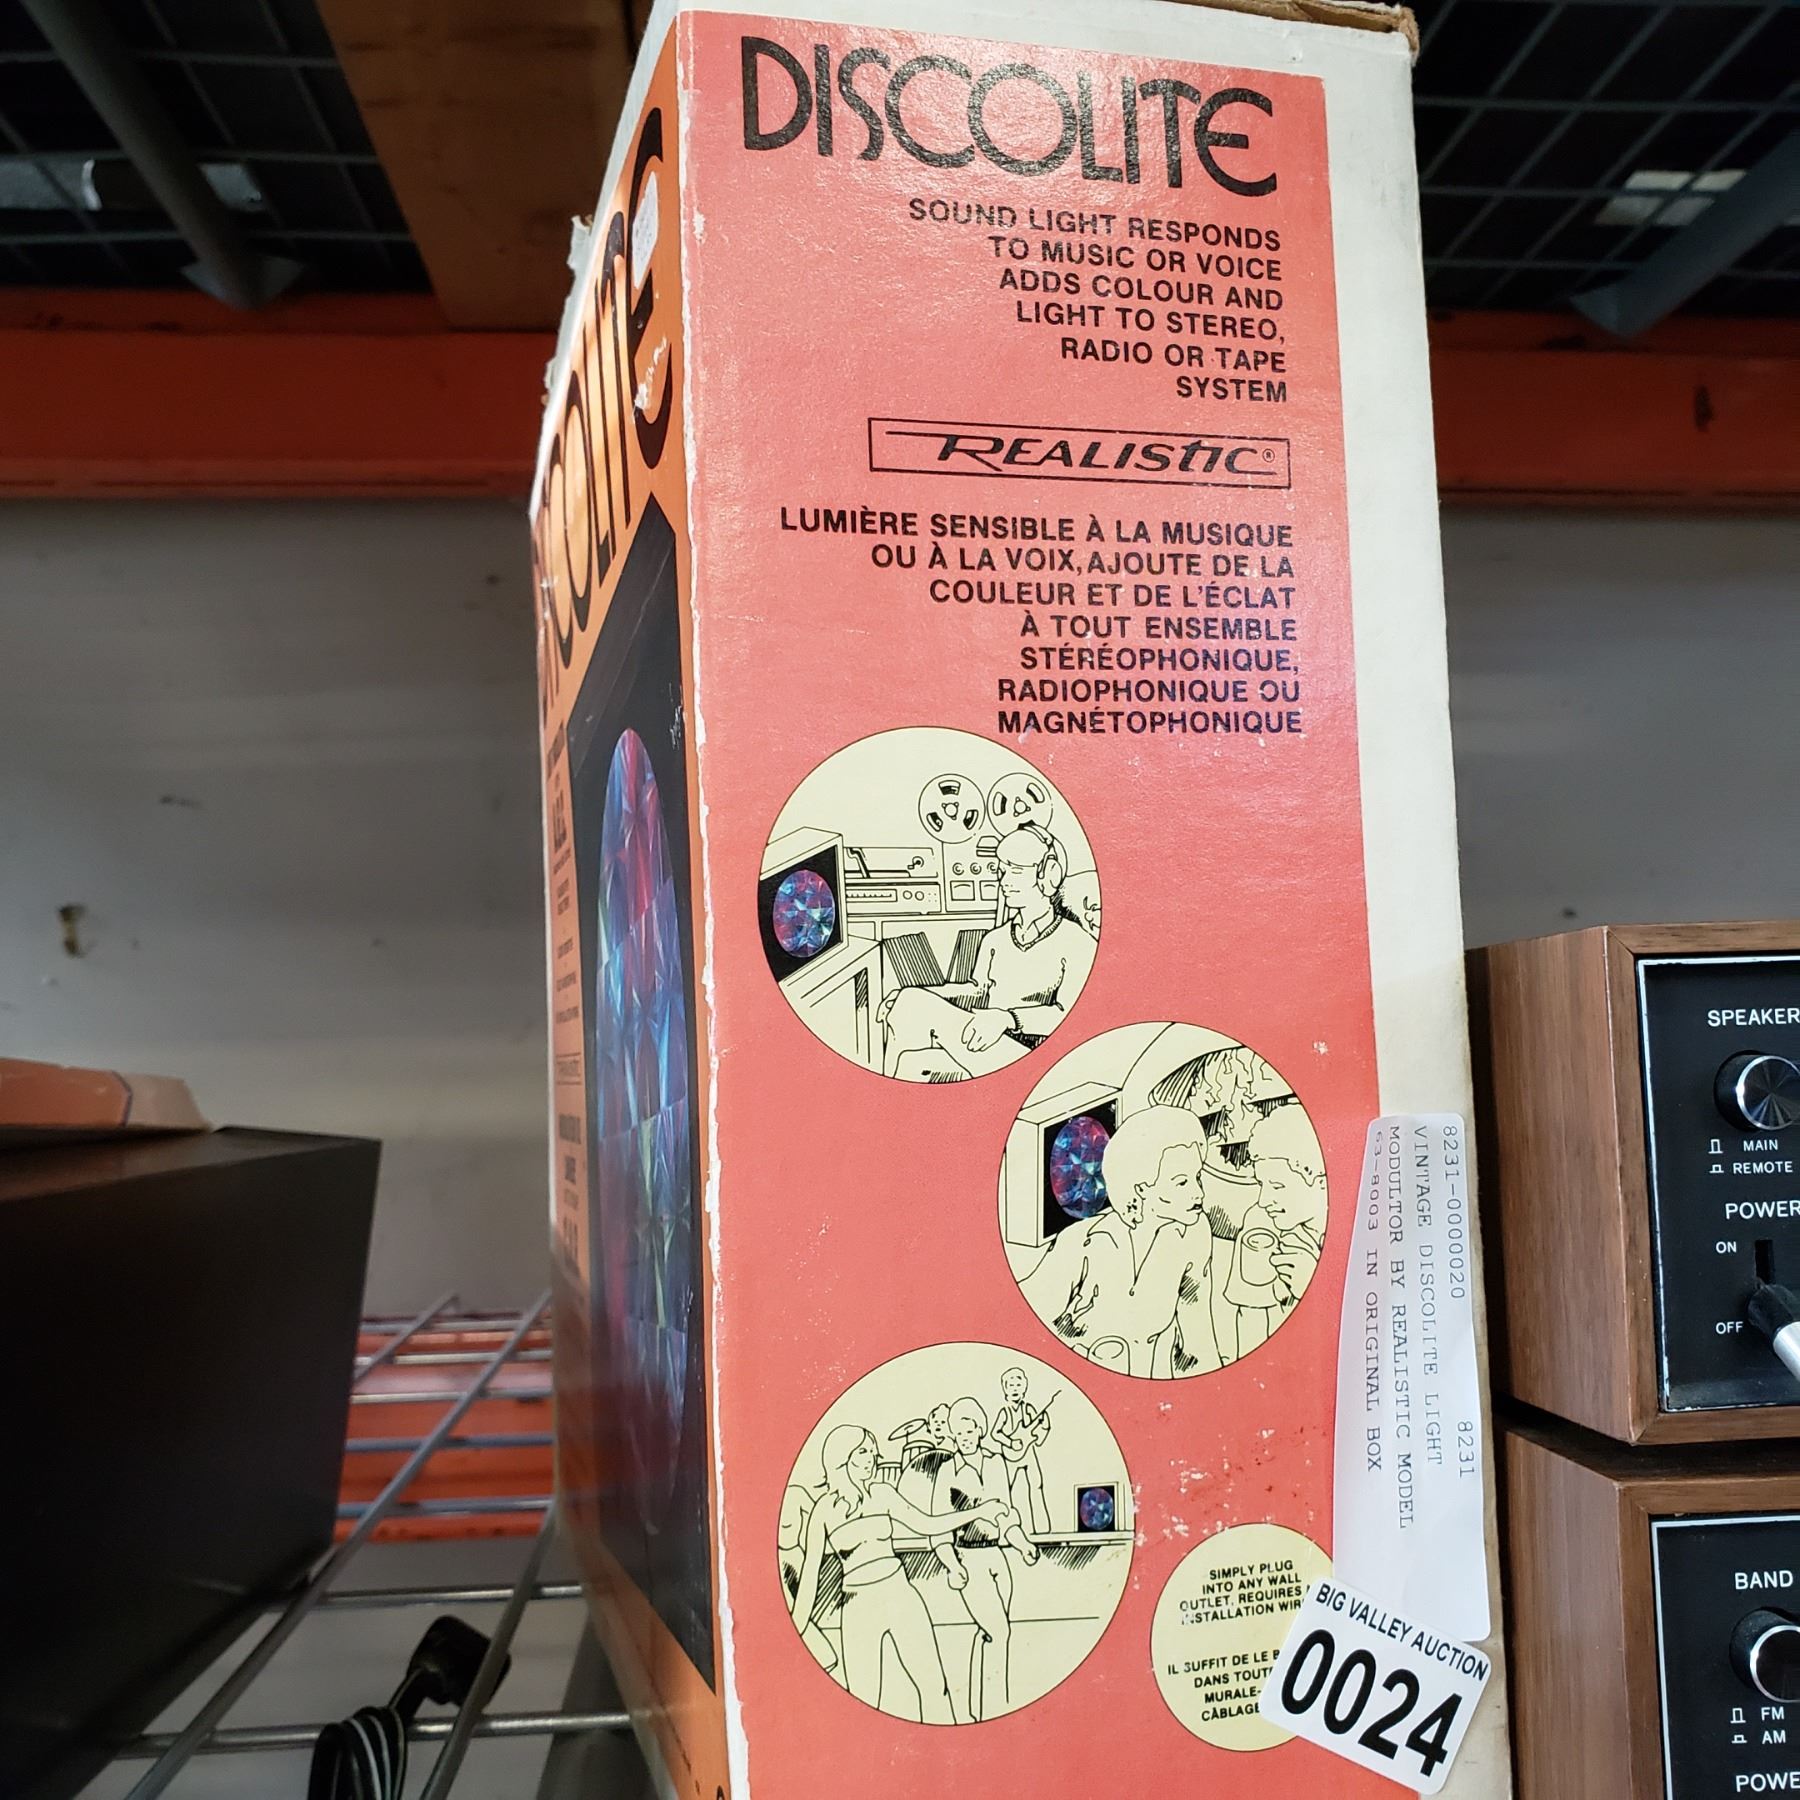 DISCOLITE
SOUND LIGHT RESPONDS
TO MUSIC OR VOICE
ADDS COLOUR AND
LIGHT TO STEREO,
RADIO OR TAPE
SYSTEM
REALISTIC®
LUMIÈRE SENSIBLE À LA MUSIQUE
OU À LA VOIX, AJOUTE DE LA
COULEUR ET DE L'ÉCLAT
À TOUT ENSEMBLE
STÉRÉOPHONIQUE,
RADIOPHONIQUE OU
MAGNÉTOPHONIQUE
SIMPLY PLUG
INTO ANY WALL
OUTLET, REQUIRES
INSTALLATION
IL SUFFIT DE LE
DANS
MURALE-
CÂBLAGE
8231-0000020 8231
VINTAGE DISCOLITE LIGHT
MODULTOR BY REALISTIC MODEL
63-8003 IN ORIGINAL BOX
BIG VALLEY AUCTION
0024
DISCOLITE
SPEAKER
MAIN
REMOTE
POWER
ON
OFF
BAND
FM
AM
POWE